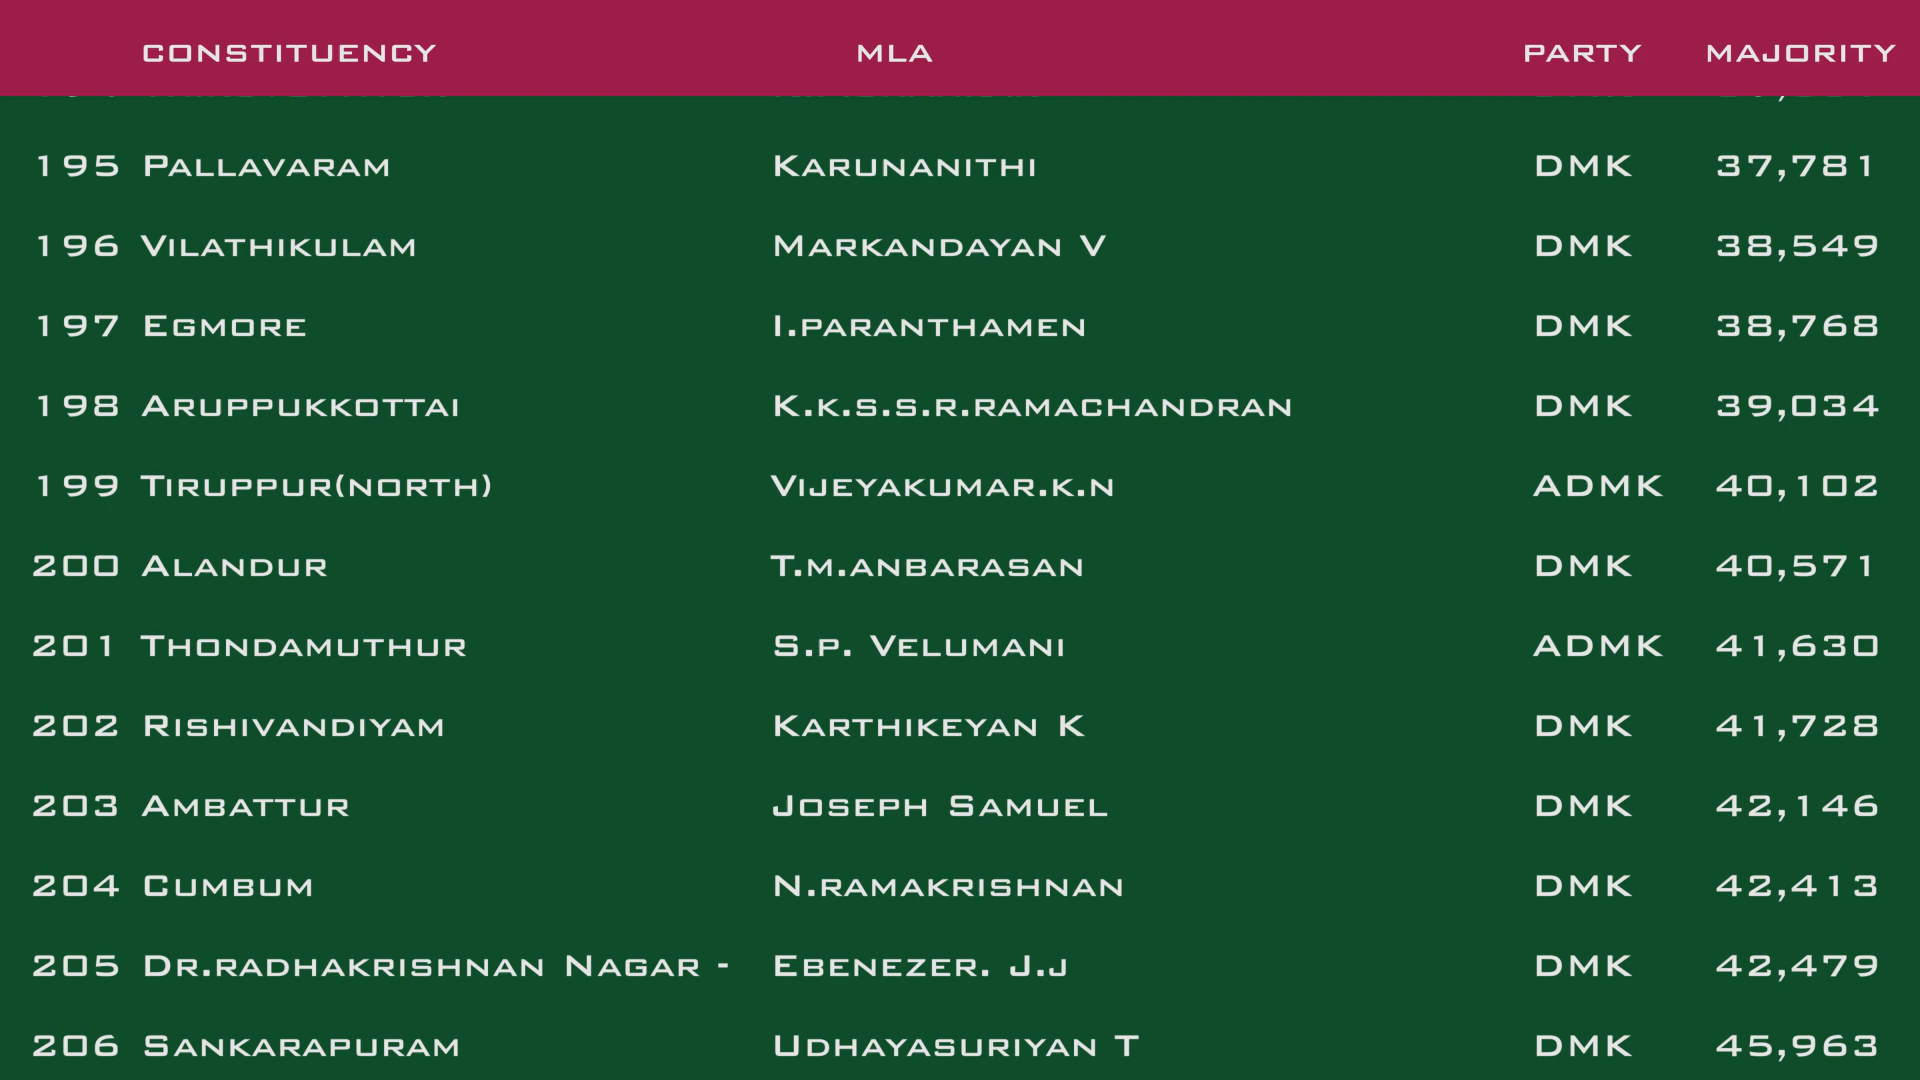 CONSTITUENCY MLA PARTY MAJORITY
195 PALLAVARAM KARUNANITHI DMK 37,781
196 VILATHIKULAM MARKANDAYAN V DMK 38,549
197 EGMORE I.PARANTHAMEN DMK 38,768
198 ARUPPUKKOTTAI K.K.S.S.R.RAMACHANDRAN DMK 39,034
199 TIRUPPUR(NORTH) VIJEYAKUMAR.K.N ADMK 40,102
200 ALANDUR T.M.ANBARASAN DMK 40,571
201 THONDAMUTHUR S.P. VELUMANI ADMK 41,630
202 RISHIVANDIYAM KARTHIKEYAN K DMK 41,728
203 AMBATTUR JOSEPH SAMUEL DMK 42,146
204 CUMBUM N.RAMAKRISHNAN DMK 42,413
205 DR.RADHAKRISHNAN NAGAR - EBENEZER. J.J DMK 42,479
206 SANKARAPURAM UDHAYASURIYAN T DMK 45,963